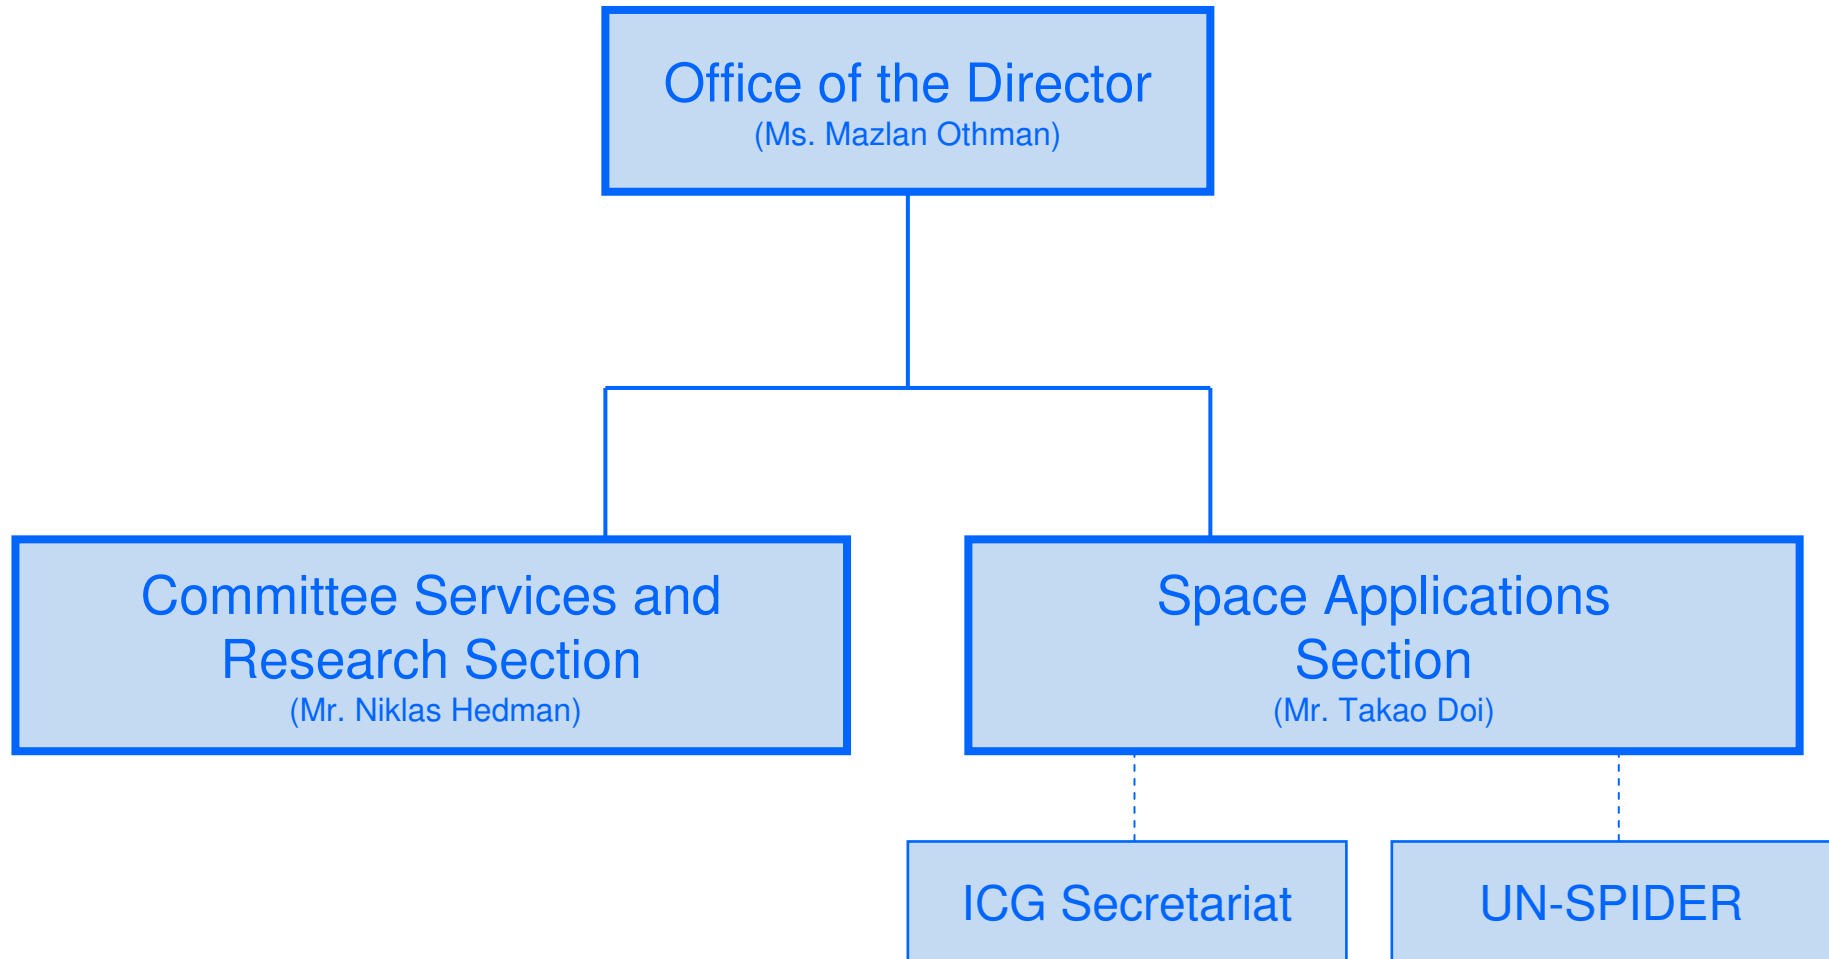 Office of the Director
(Ms. Mazlan Othman)
Committee Services and
Research Section
(Mr. Niklas Hedman)
Space Applications
Section
(Mr. Takao Doi)
ICG Secretariat
UN-SPIDER